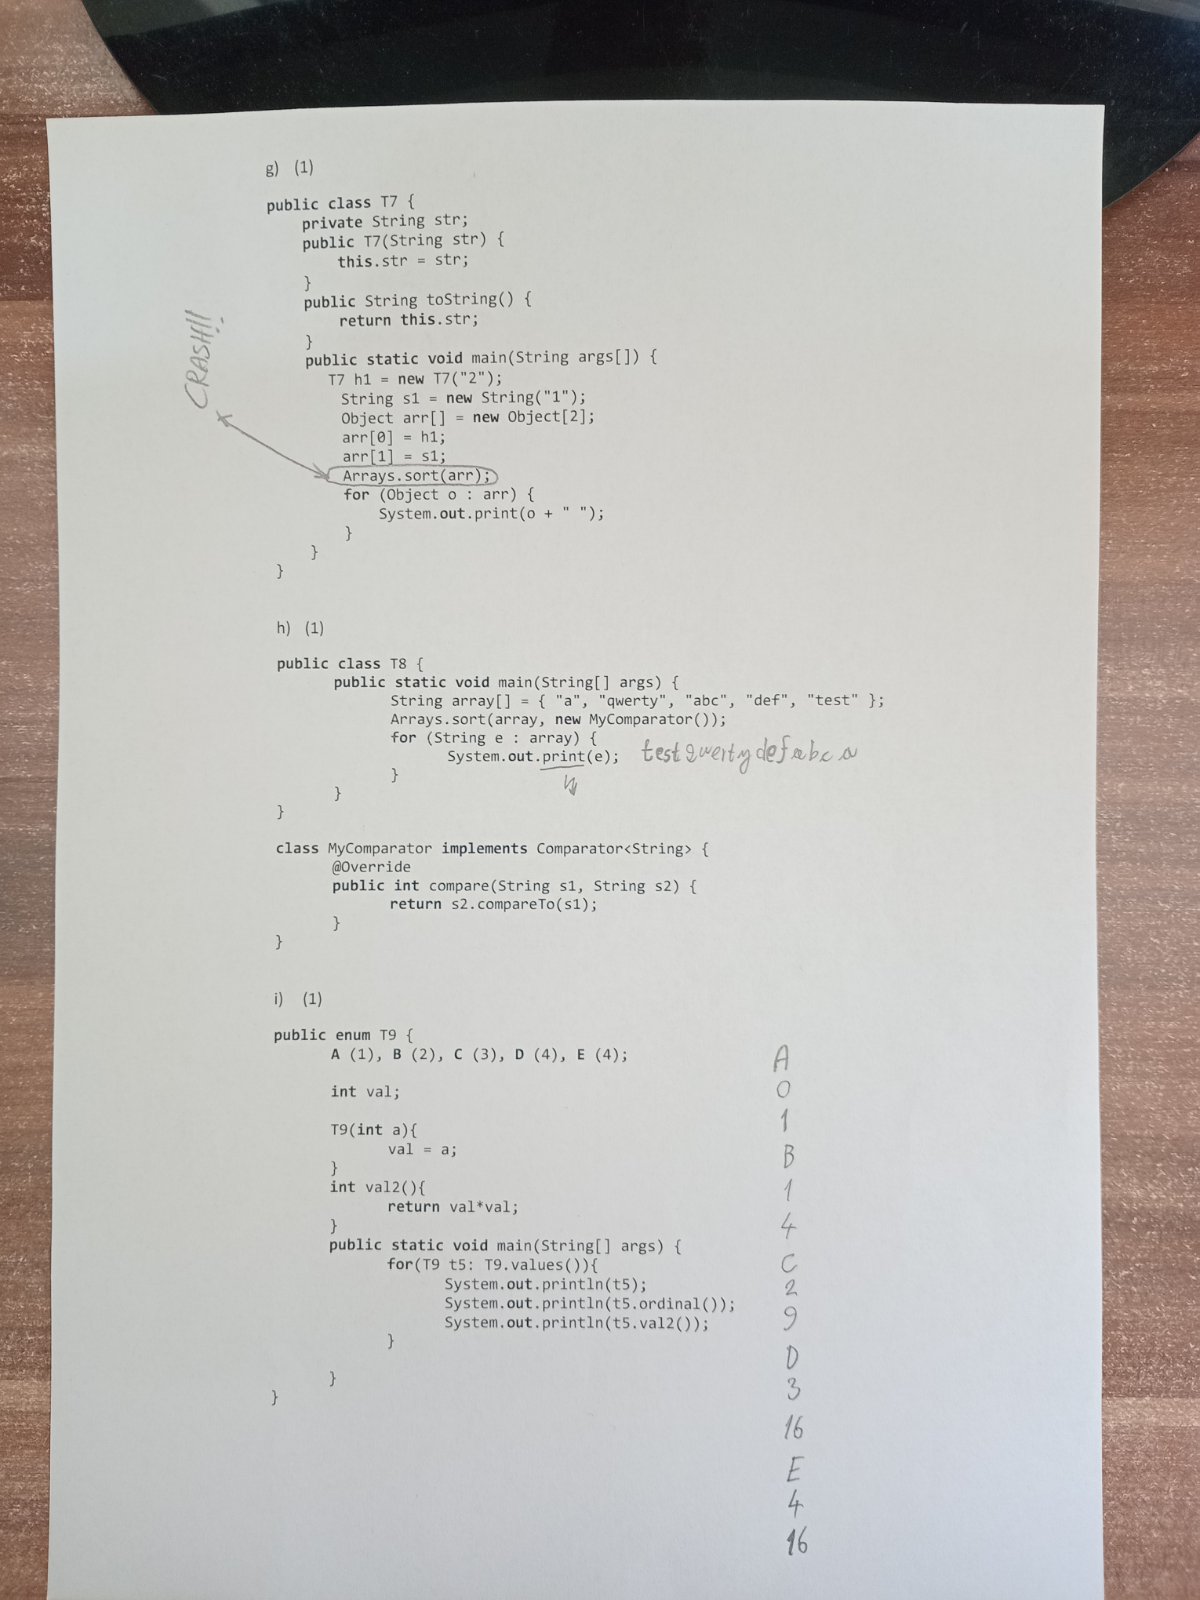 g) (1)
public class T7 {
private String str;
public T7(String str) {
this.str = str;
}
public String toString() {
return this.str;
}
public static void main(String args[]) {
T7 h1 = new T7("2");
String s1 = new String("1");
Object arr[] = new Object[2];
arr[0] = h1;
arr[1] = s1;
CRASH!!
Arrays.sort(arr);
for (Object o : arr) {
System.out.print(o + " ");
}
}
}
h) (1)
public class T8 {
public static void main(String[] args) {
String array[] = { "a", "qwerty", "abc", "def", "test" };
Arrays.sort(array, new MyComparator());
for (String e : array) {
System.out.print(e); testqwertydefabca
}
}
}
class MyComparator implements Comparator<String> {
@Override
public int compare(String s1, String s2) {
return s2.compareTo(s1);
}
}
i) (1)
public enum T9 {
A (1), B (2), C (3), D (4), E (4);
int val;
T9(int a){
val = a;
}
int val2(){
return val*val;
}
public static void main(String[] args) {
for(T9 t5: T9.values()){
System.out.println(t5);
System.out.println(t5.ordinal());
System.out.println(t5.val2());
}
}
}
A
0
1
B
1
4
C
2
9
D
3
16
E
4
16